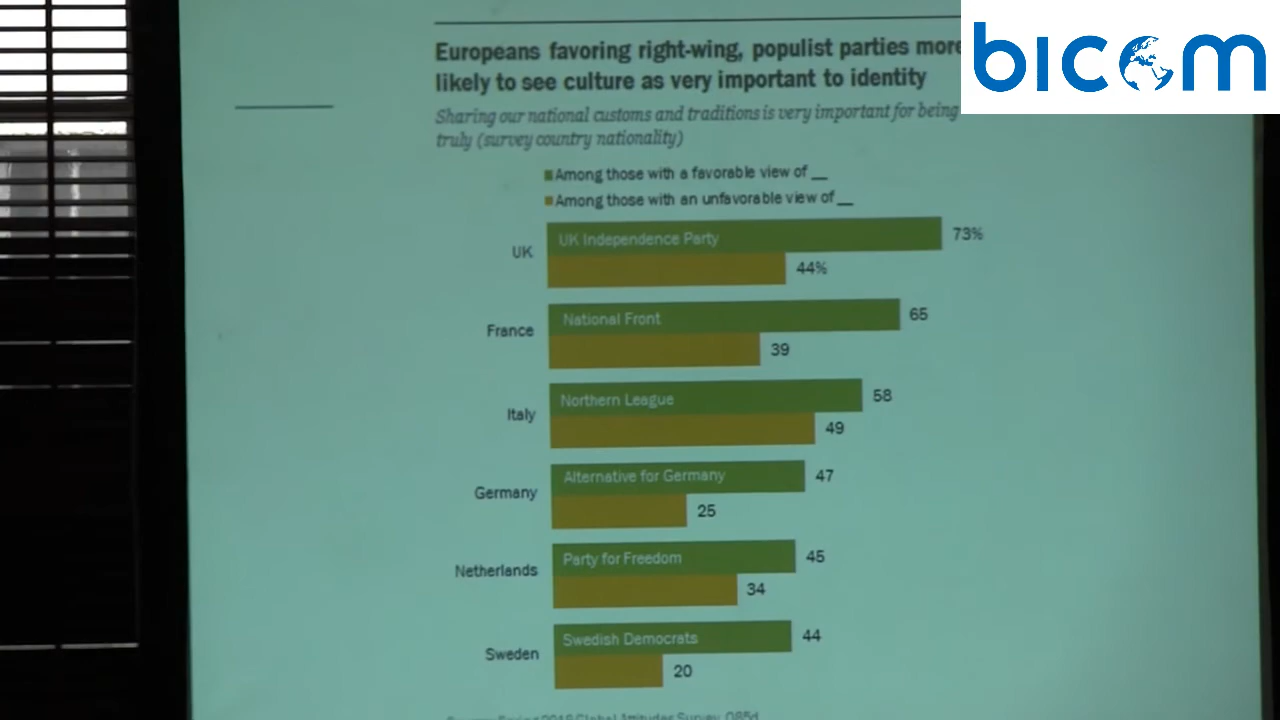 bicom
Europeans favoring right-wing, populist parties more
likely to see culture as very important to identity
Sharing our national customs and traditions is very important for being
truly (survey country nationality)
Among those with a favorable view of __
Among those with an unfavorable view of __
UK Independence Party 73%
UK
44%
National Front 65
France
39
Northern League 58
Italy
49
Alternative for Germany 47
Germany
25
Party for Freedom 45
Netherlands
34
Swedish Democrats 44
Sweden
20
Global Attitudes Survey. Q85d